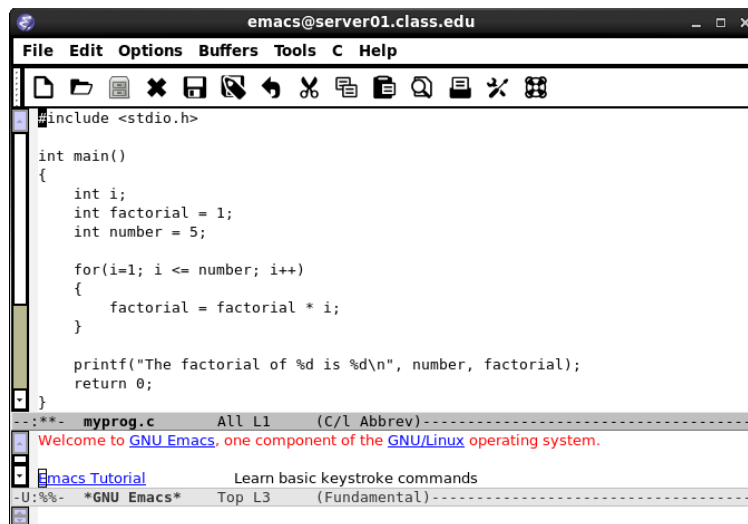 emacs@server01.class.edu
File Edit Options Buffers Tools C Help
#include <stdio.h>
int main()
{
    int i;
    int factorial = 1;
    int number = 5;
    for(i=1; i <= number; i++)
    {
        factorial = factorial * i;
    }
    printf("The factorial of %d is %d\n", number, factorial);
    return 0;
}
--:**-  myprog.c       All L1     (C/l Abbrev)------------------------------------
Welcome to GNU Emacs, one component of the GNU/Linux operating system.
Emacs Tutorial          Learn basic keystroke commands
-U:%%-  *GNU Emacs*    Top L3     (Fundamental)-----------------------------------